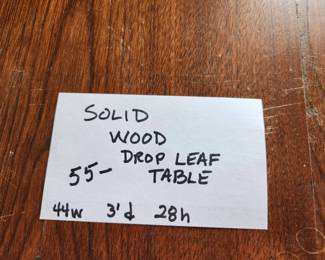 SOLID
WOOD
DROP LEAF
55- TABLE
44w 3'd 28h